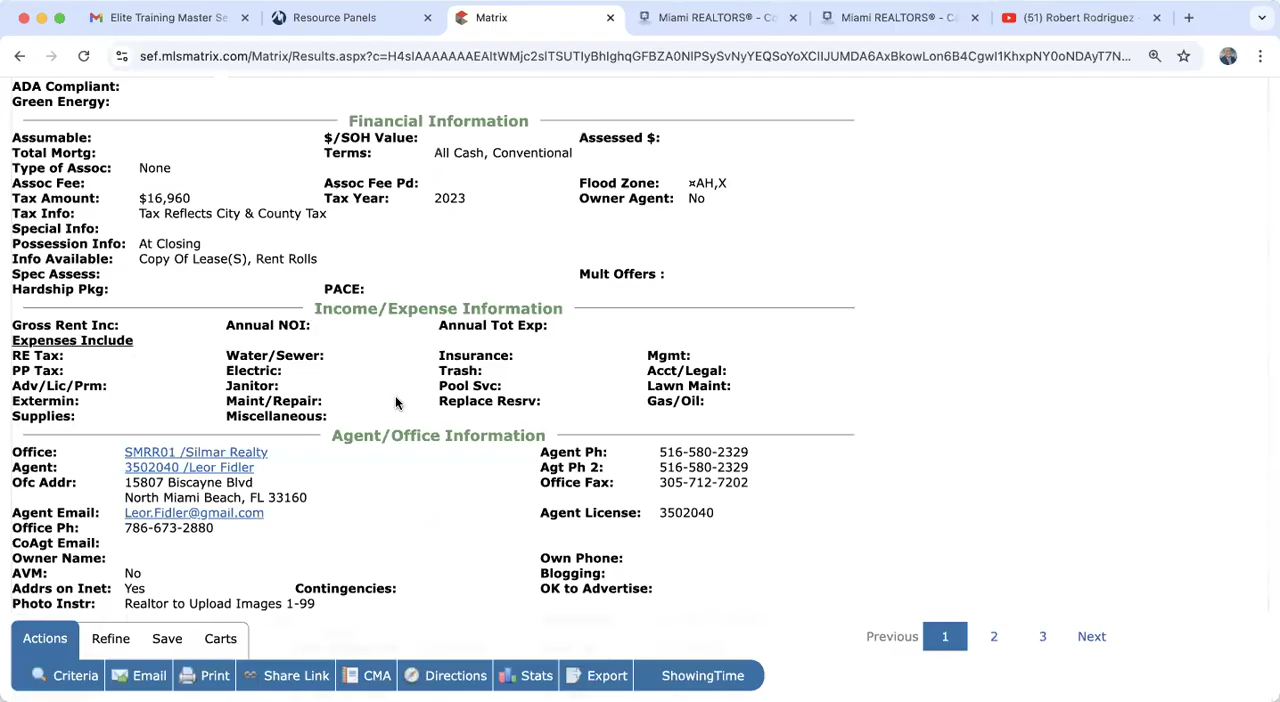 Elite Training Master Se
Resource Panels
Matrix
Miami REALTORS® - Co
Miami REALTORS® - Ca
(51) Robert Rodriguez
sef.mlsmatrix.com/Matrix/Results.aspx?c=H4sIAAAAAAAEAItWMjc2slTSUTIyBhIghqGFBZA0NlPSySvNyYEQSoYoXCIJUMDA6AxBkowLon6B4CgwI1KhxpNY0oNDAyT7N...
ADA Compliant:
Green Energy:
Financial Information
Assumable: $/SOH Value: Assessed $:
Total Mortg: Terms: All Cash, Conventional
Type of Assoc: None
Assoc Fee: Assoc Fee Pd: Flood Zone: ¤AH,X
Tax Amount: $16,960 Tax Year: 2023 Owner Agent: No
Tax Info: Tax Reflects City & County Tax
Special Info:
Possession Info: At Closing
Info Available: Copy Of Lease(S), Rent Rolls
Spec Assess: Mult Offers :
Hardship Pkg: PACE:
Income/Expense Information
Gross Rent Inc: Annual NOI: Annual Tot Exp:
Expenses Include
RE Tax: Water/Sewer: Insurance: Mgmt:
PP Tax: Electric: Trash: Acct/Legal:
Adv/Lic/Prm: Janitor: Pool Svc: Lawn Maint:
Extermin: Maint/Repair: Replace Resrv: Gas/Oil:
Supplies: Miscellaneous:
Agent/Office Information
Office: SMRR01 /Silmar Realty Agent Ph: 516-580-2329
Agent: 3502040 /Leor Fidler Agt Ph 2: 516-580-2329
Ofc Addr: 15807 Biscayne Blvd Office Fax: 305-712-7202
North Miami Beach, FL 33160
Agent Email: Leor.Fidler@gmail.com Agent License: 3502040
Office Ph: 786-673-2880
CoAgt Email:
Owner Name: Own Phone:
AVM: No Blogging:
Addrs on Inet: Yes Contingencies: OK to Advertise:
Photo Instr: Realtor to Upload Images 1-99
Actions Refine Save Carts Previous 1 2 3 Next
Criteria Email Print Share Link CMA Directions Stats Export ShowingTime